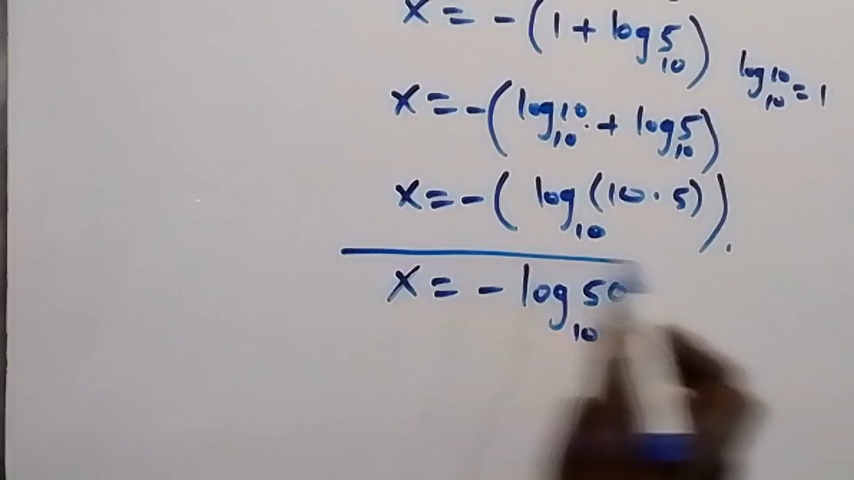 x = - (1 + log₁₀5)
log₁₀10 = 1
x = - (log₁₀10 + log₁₀5)
x = - (log₁₀(10 · 5)).
x = - log₁₀50